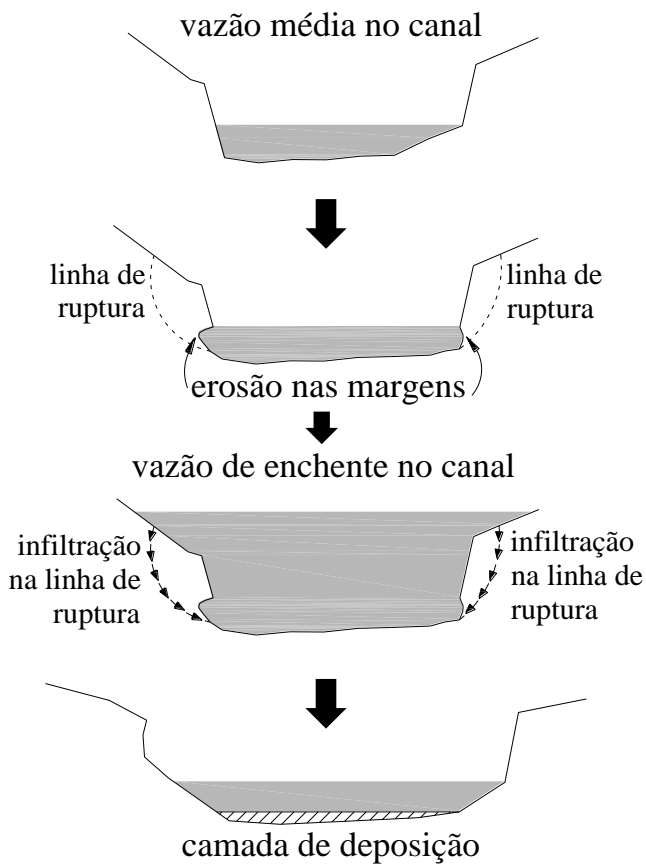 vazão média no canal
linha de
ruptura
linha de
ruptura
erosão nas margens
vazão de enchente no canal
infiltração
na linha de
ruptura
infiltração
na linha de
ruptura
camada de deposição